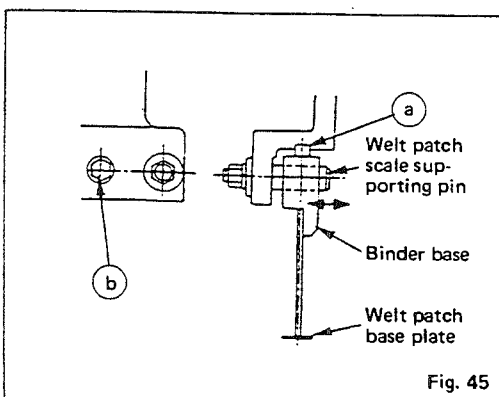 a
Welt patch
scale sup-
porting pin
Binder base
b
Welt patch
base plate
Fig. 45